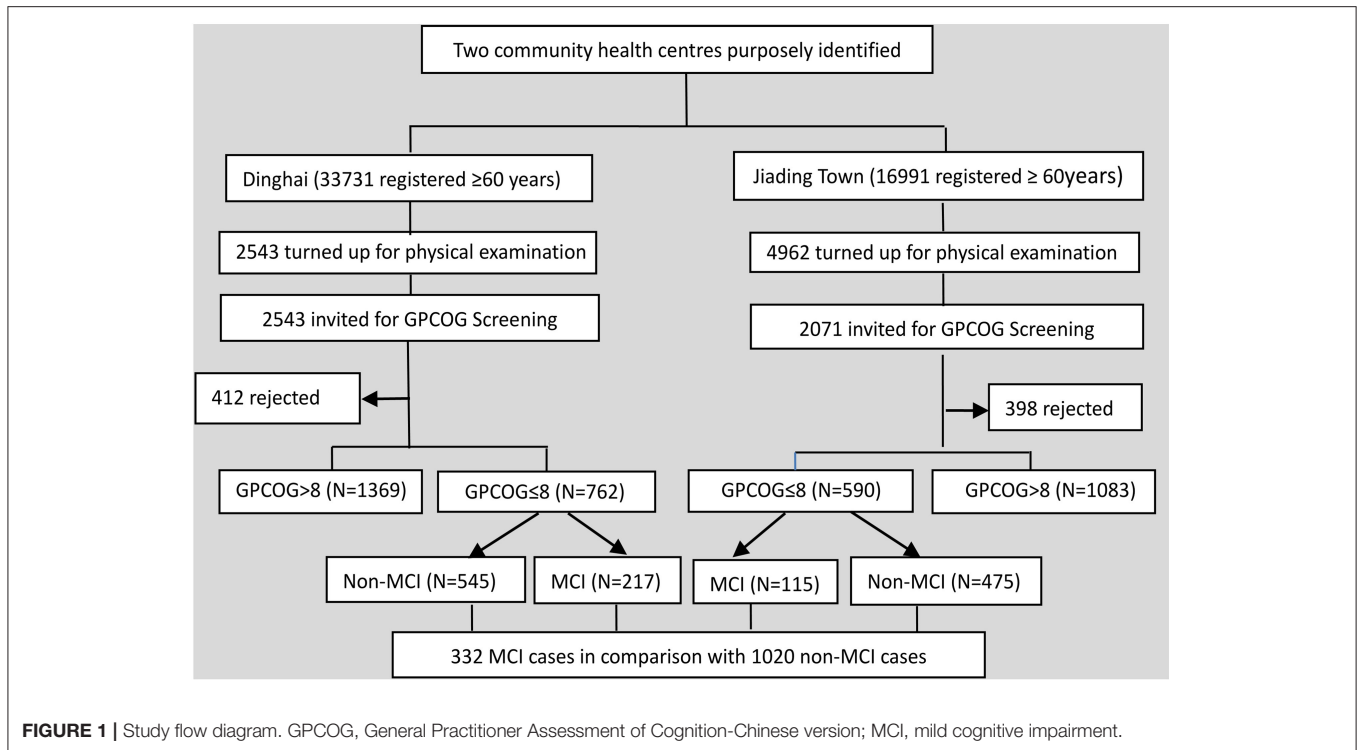 Two community health centres purposely identified
Dinghai (33731 registered ≥60 years)
Jiading Town (16991 registered ≥ 60years)
2543 turned up for physical examination
4962 turned up for physical examination
2543 invited for GPCOG Screening
2071 invited for GPCOG Screening
412 rejected
398 rejected
GPCOG>8 (N=1369)
GPCOG≤8 (N=762)
GPCOG≤8 (N=590)
GPCOG>8 (N=1083)
Non-MCI (N=545)
MCI (N=217)
MCI (N=115)
Non-MCI (N=475)
332 MCI cases in comparison with 1020 non-MCI cases
FIGURE 1 | Study flow diagram. GPCOG, General Practitioner Assessment of Cognition-Chinese version; MCI, mild cognitive impairment.